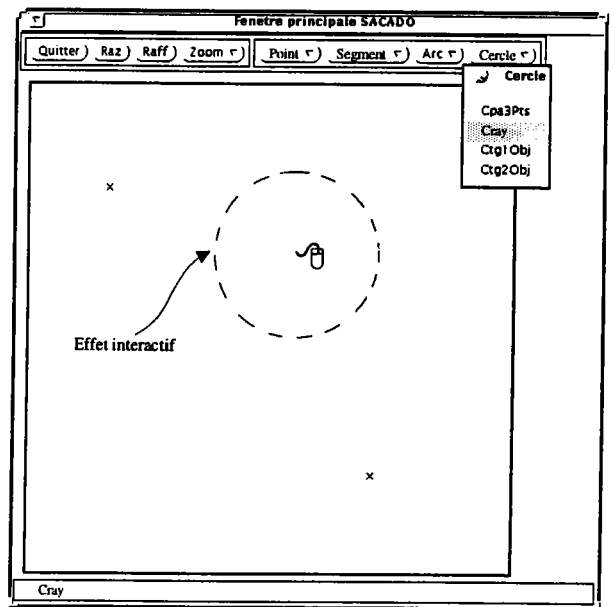 Fenetre principale SACADO
Quitter Raz Raff Zoom Point Segment Arc Cercle
Cercle
Cpa3Pts
Cray
Ctg1Obj
Ctg2Obj
Effet interactif
Cray